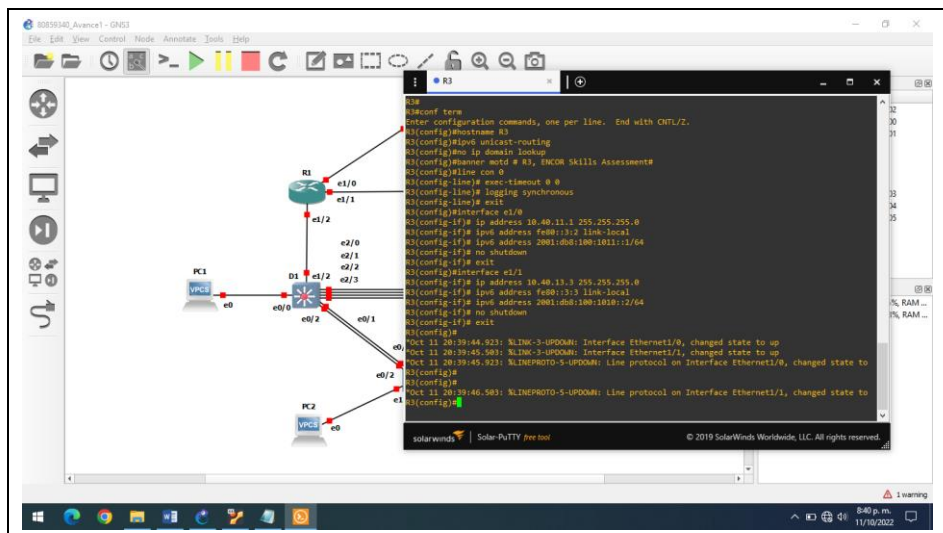 80859340_Avance1 - GNS3
File Edit View Control Node Annotate Tools Help
R3
R3#
R3#conf term
Enter configuration commands, one per line. End with CNTL/Z.
R3(config)#hostname R3
R3(config)#ipv6 unicast-routing
R3(config)#no ip domain lookup
R3(config)#banner motd # R3, ENCOR Skills Assessment#
R3(config)#line con 0
R3(config-line)# exec-timeout 0 0
R3(config-line)# logging synchronous
R3(config-line)# exit
R3(config)#interface e1/0
R3(config-if)# ip address 10.40.11.1 255.255.255.0
R3(config-if)# ipv6 address fe80::3:2 link-local
R3(config-if)# ipv6 address 2001:db8:100:1011::1/64
R3(config-if)# no shutdown
R3(config-if)# exit
R3(config)#interface e1/1
R3(config-if)# ip address 10.40.13.3 255.255.255.0
R3(config-if)# ipv6 address fe80::3:3 link-local
R3(config-if)# ipv6 address 2001:db8:100:1010::2/64
R3(config-if)# no shutdown
R3(config-if)# exit
R3(config)#
*Oct 11 20:39:44.923: %LINK-3-UPDOWN: Interface Ethernet1/0, changed state to up
*Oct 11 20:39:45.503: %LINK-3-UPDOWN: Interface Ethernet1/1, changed state to up
*Oct 11 20:39:45.923: %LINEPROTO-5-UPDOWN: Line protocol on Interface Ethernet1/0, changed state to
R3(config)#
R3(config)#
*Oct 11 20:39:46.503: %LINEPROTO-5-UPDOWN: Line protocol on Interface Ethernet1/1, changed state to
R3(config)#
solarwinds | Solar-PuTTY free tool © 2019 SolarWinds Worldwide, LLC. All rights reserved.
R1
e1/0
e1/1
e1/2
e2/0
e2/1
e2/2
e2/3
PC1
VPCS
e0
D1
e1/2
e0/0
e0/2
e0/1
e0/2
PC2
VPCS
e0
%, RAM ...
%, RAM ...
1 warning
8:40 p. m.
11/10/2022